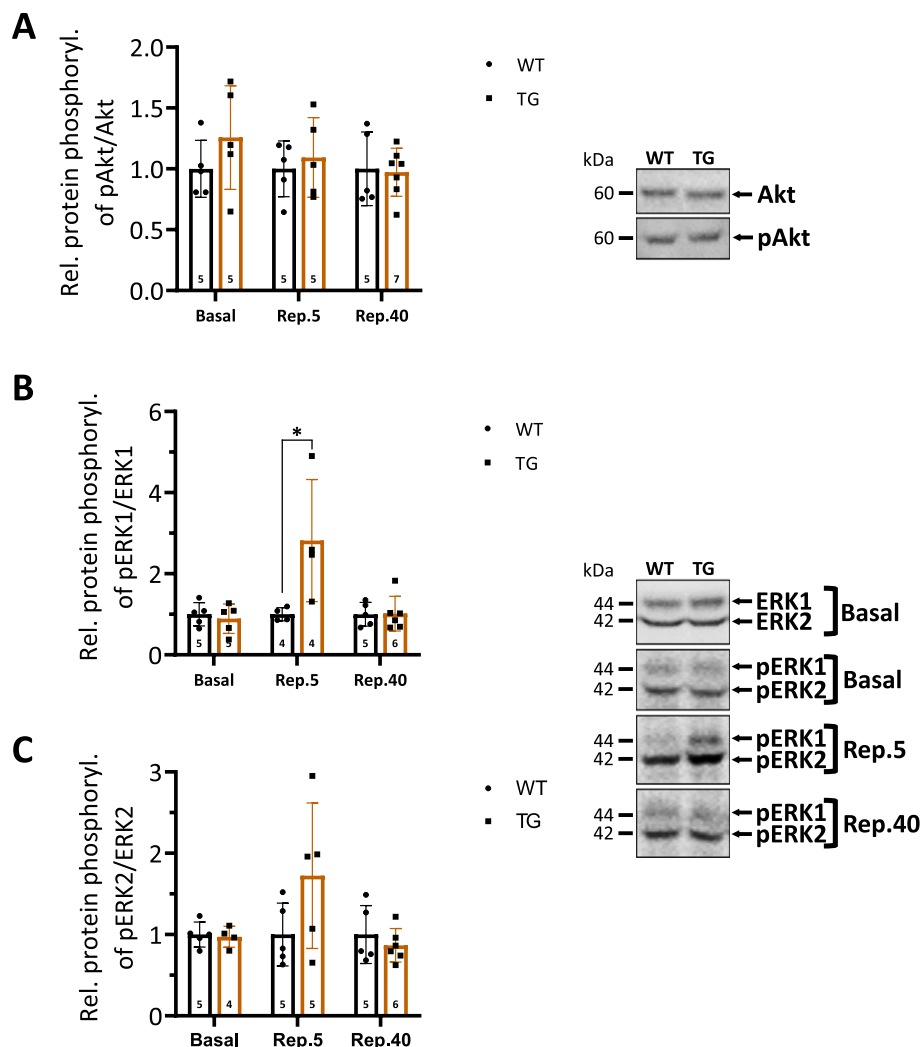 A
Rel. protein phosphoryl.
of pAkt/Akt
2.0
1.5
1.0
0.5
0.0
5 5 5 5 5 7
Basal Rep.5 Rep.40
WT
TG
kDa WT TG
60 Akt
60 pAkt
B
Rel. protein phosphoryl.
of pERK1/ERK1
6
4
2
0
*
5 5 4 4 5 6
Basal Rep.5 Rep.40
WT
TG
kDa WT TG
44 ERK1
42 ERK2
Basal
44 pERK1
42 pERK2
Basal
44 pERK1
42 pERK2
Rep.5
44 pERK1
42 pERK2
Rep.40
C
Rel. protein phosphoryl.
of pERK2/ERK2
3
2
1
0
5 4 5 5 5 6
Basal Rep.5 Rep.40
WT
TG